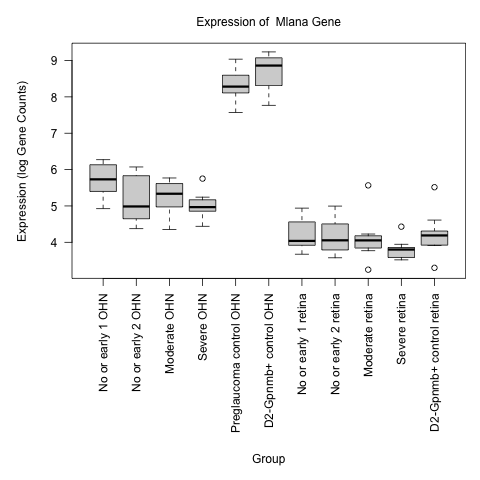 Expression of Mlana Gene
Expression (log Gene Counts)
9
8
7
6
5
4
No or early 1 OHN
No or early 2 OHN
Moderate OHN
Severe OHN
Preglaucoma control OHN
D2-Gpnmb+ control OHN
No or early 1 retina
No or early 2 retina
Moderate retina
Severe retina
D2-Gpnmb+ control retina
Group